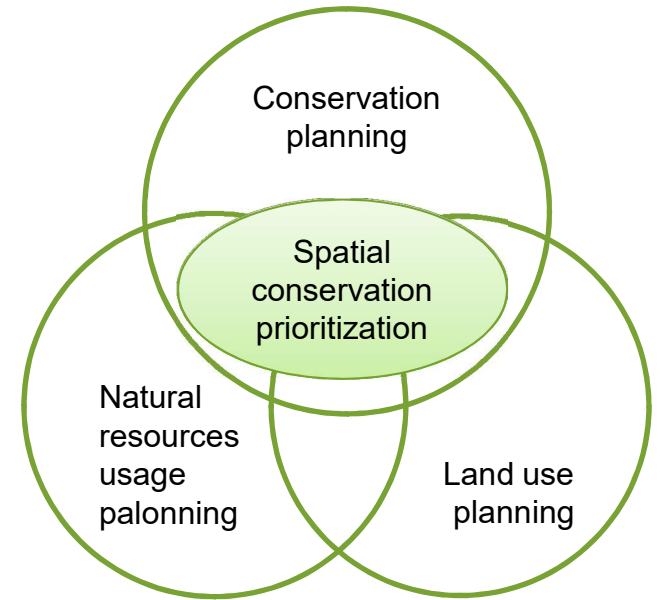 Conservation
planning
Spatial
conservation
prioritization
Natural
resources
usage
palonning
Land use
planning